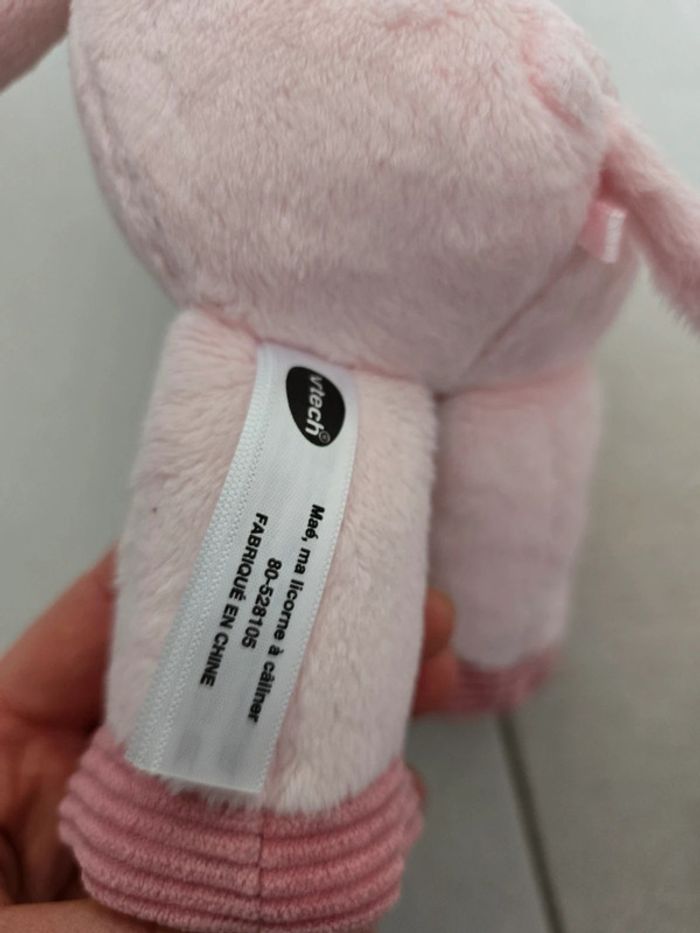 vtech®
Maé, ma licorne à câliner
80-528105
FABRIQUÉ EN CHINE